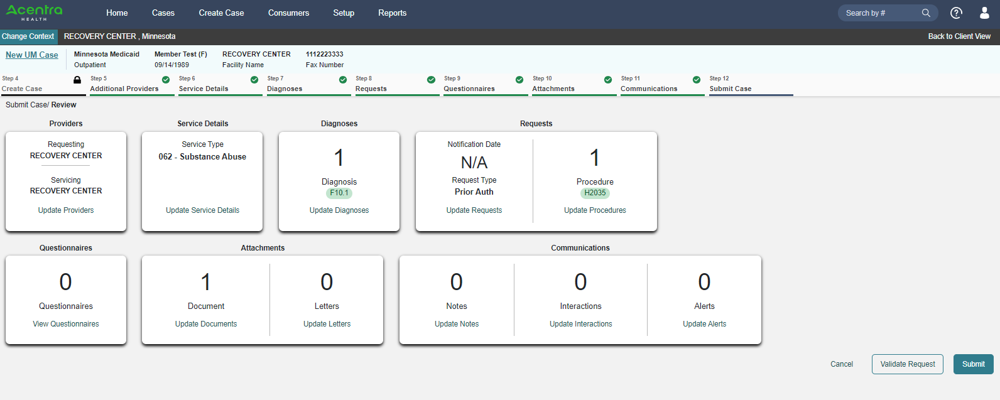 Acentra
HEALTH
Home Cases Create Case Consumers Setup Reports
Search by #
Change Context RECOVERY CENTER , Minnesota
Back to Client View
New UM Case
Minnesota Medicaid Member Test (F) RECOVERY CENTER 1112223333
Outpatient 09/14/1989 Facility Name Fax Number
Step 4 Step 5 Step 6 Step 7 Step 8 Step 9 Step 10 Step 11 Step 12
Create Case Additional Providers Service Details Diagnoses Requests Questionnaires Attachments Communications Submit Case
Submit Case/ Review
Providers
Requesting
RECOVERY CENTER
Servicing
RECOVERY CENTER
Update Providers
Service Details
Service Type
062 - Substance Abuse
Update Service Details
Diagnoses
1
Diagnosis
F10.1
Update Diagnoses
Requests
Notification Date
N/A
Request Type
Prior Auth
Update Requests
1
Procedure
H2035
Update Procedures
Questionnaires
0
Questionnaires
View Questionnaires
Attachments
1
Document
Update Documents
0
Letters
Update Letters
Communications
0
Notes
Update Notes
0
Interactions
Update Interactions
0
Alerts
Update Alerts
Cancel
Validate Request
Submit